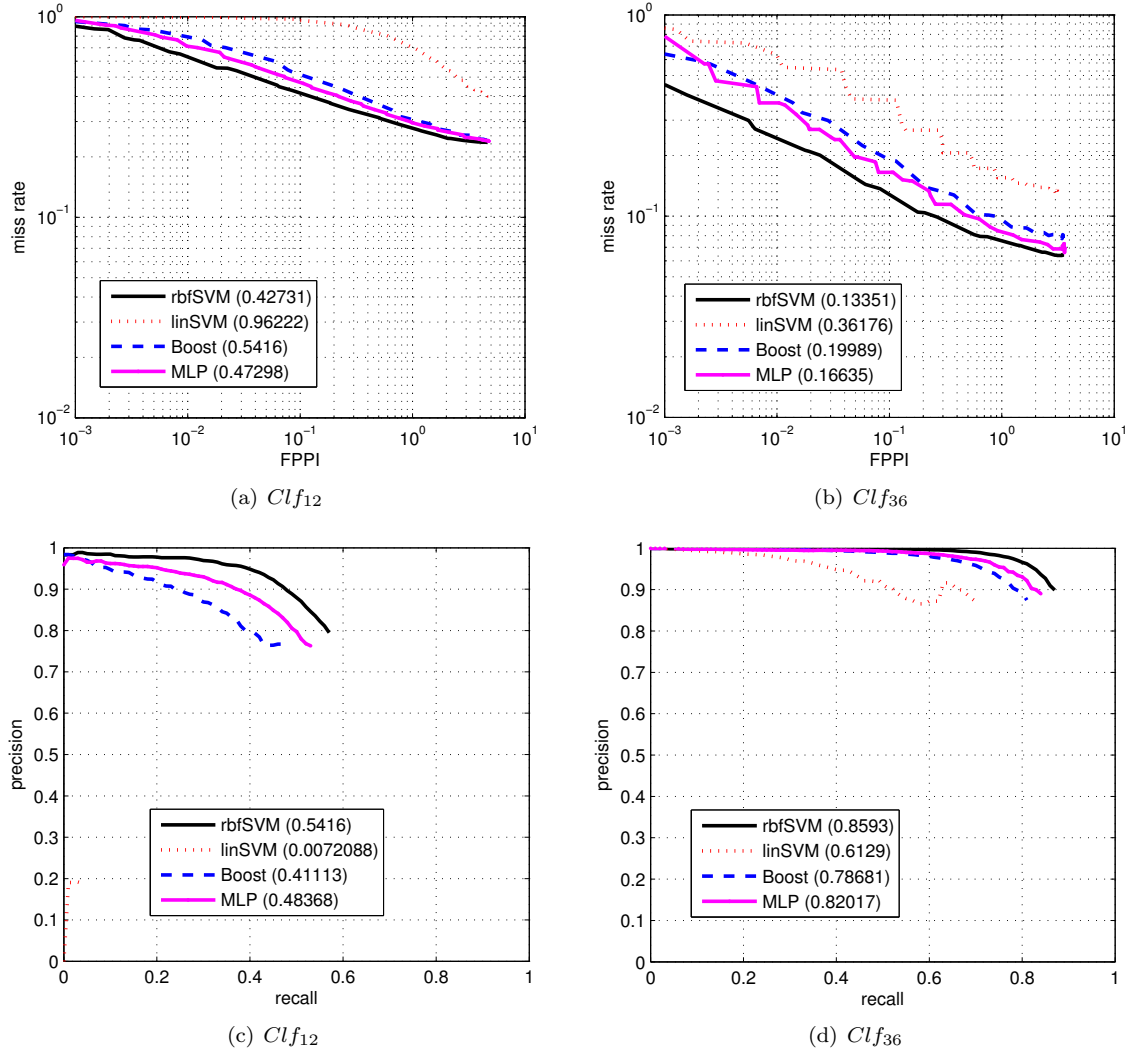 10^0
10^-1
10^-2
miss rate
10^-3
10^-2
10^-1
10^0
10^1
FPPI
rbfSVM (0.42731)
linSVM (0.96222)
Boost (0.5416)
MLP (0.47298)
(a) Clf_12
10^0
10^-1
10^-2
miss rate
10^-3
10^-2
10^-1
10^0
10^1
FPPI
rbfSVM (0.13351)
linSVM (0.36176)
Boost (0.19989)
MLP (0.16635)
(b) Clf_36
1
0.9
0.8
0.7
0.6
0.5
0.4
0.3
0.2
0.1
0
precision
0
0.2
0.4
0.6
0.8
1
recall
rbfSVM (0.5416)
linSVM (0.0072088)
Boost (0.41113)
MLP (0.48368)
(c) Clf_12
1
0.9
0.8
0.7
0.6
0.5
0.4
0.3
0.2
0.1
0
precision
0
0.2
0.4
0.6
0.8
1
recall
rbfSVM (0.8593)
linSVM (0.6129)
Boost (0.78681)
MLP (0.82017)
(d) Clf_36